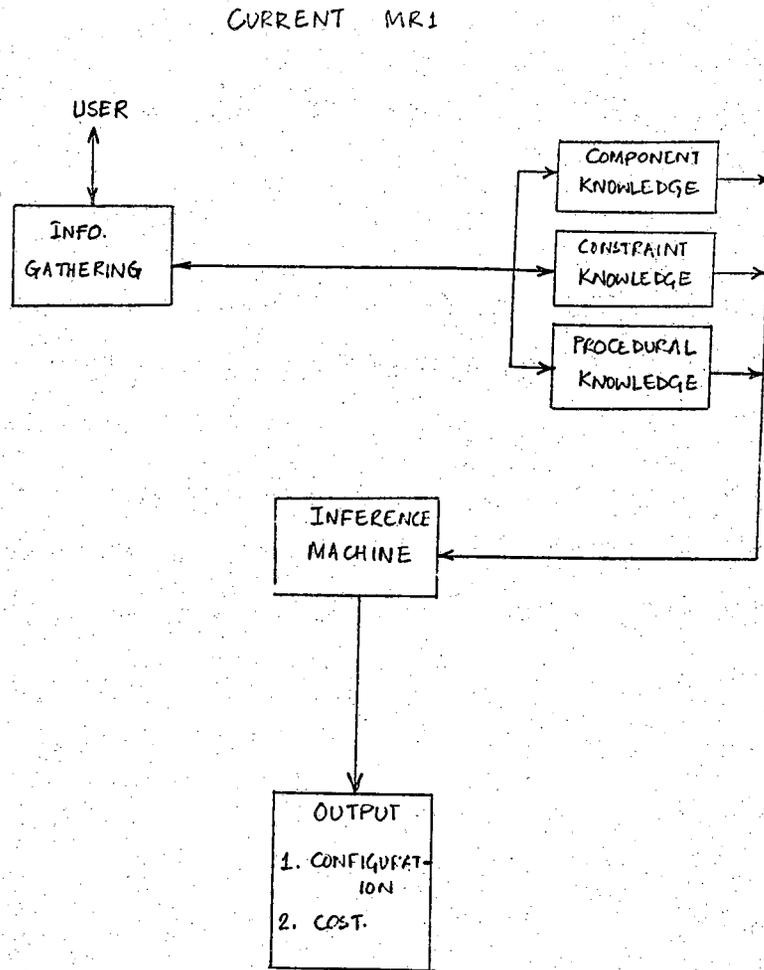 CURRENT MR1
USER
INFO.
GATHERING
COMPONENT
KNOWLEDGE
CONSTRAINT
KNOWLEDGE
PROCEDURAL
KNOWLEDGE
INFERENCE
MACHINE
OUTPUT
1. CONFIGURAT-
ION
2. COST.